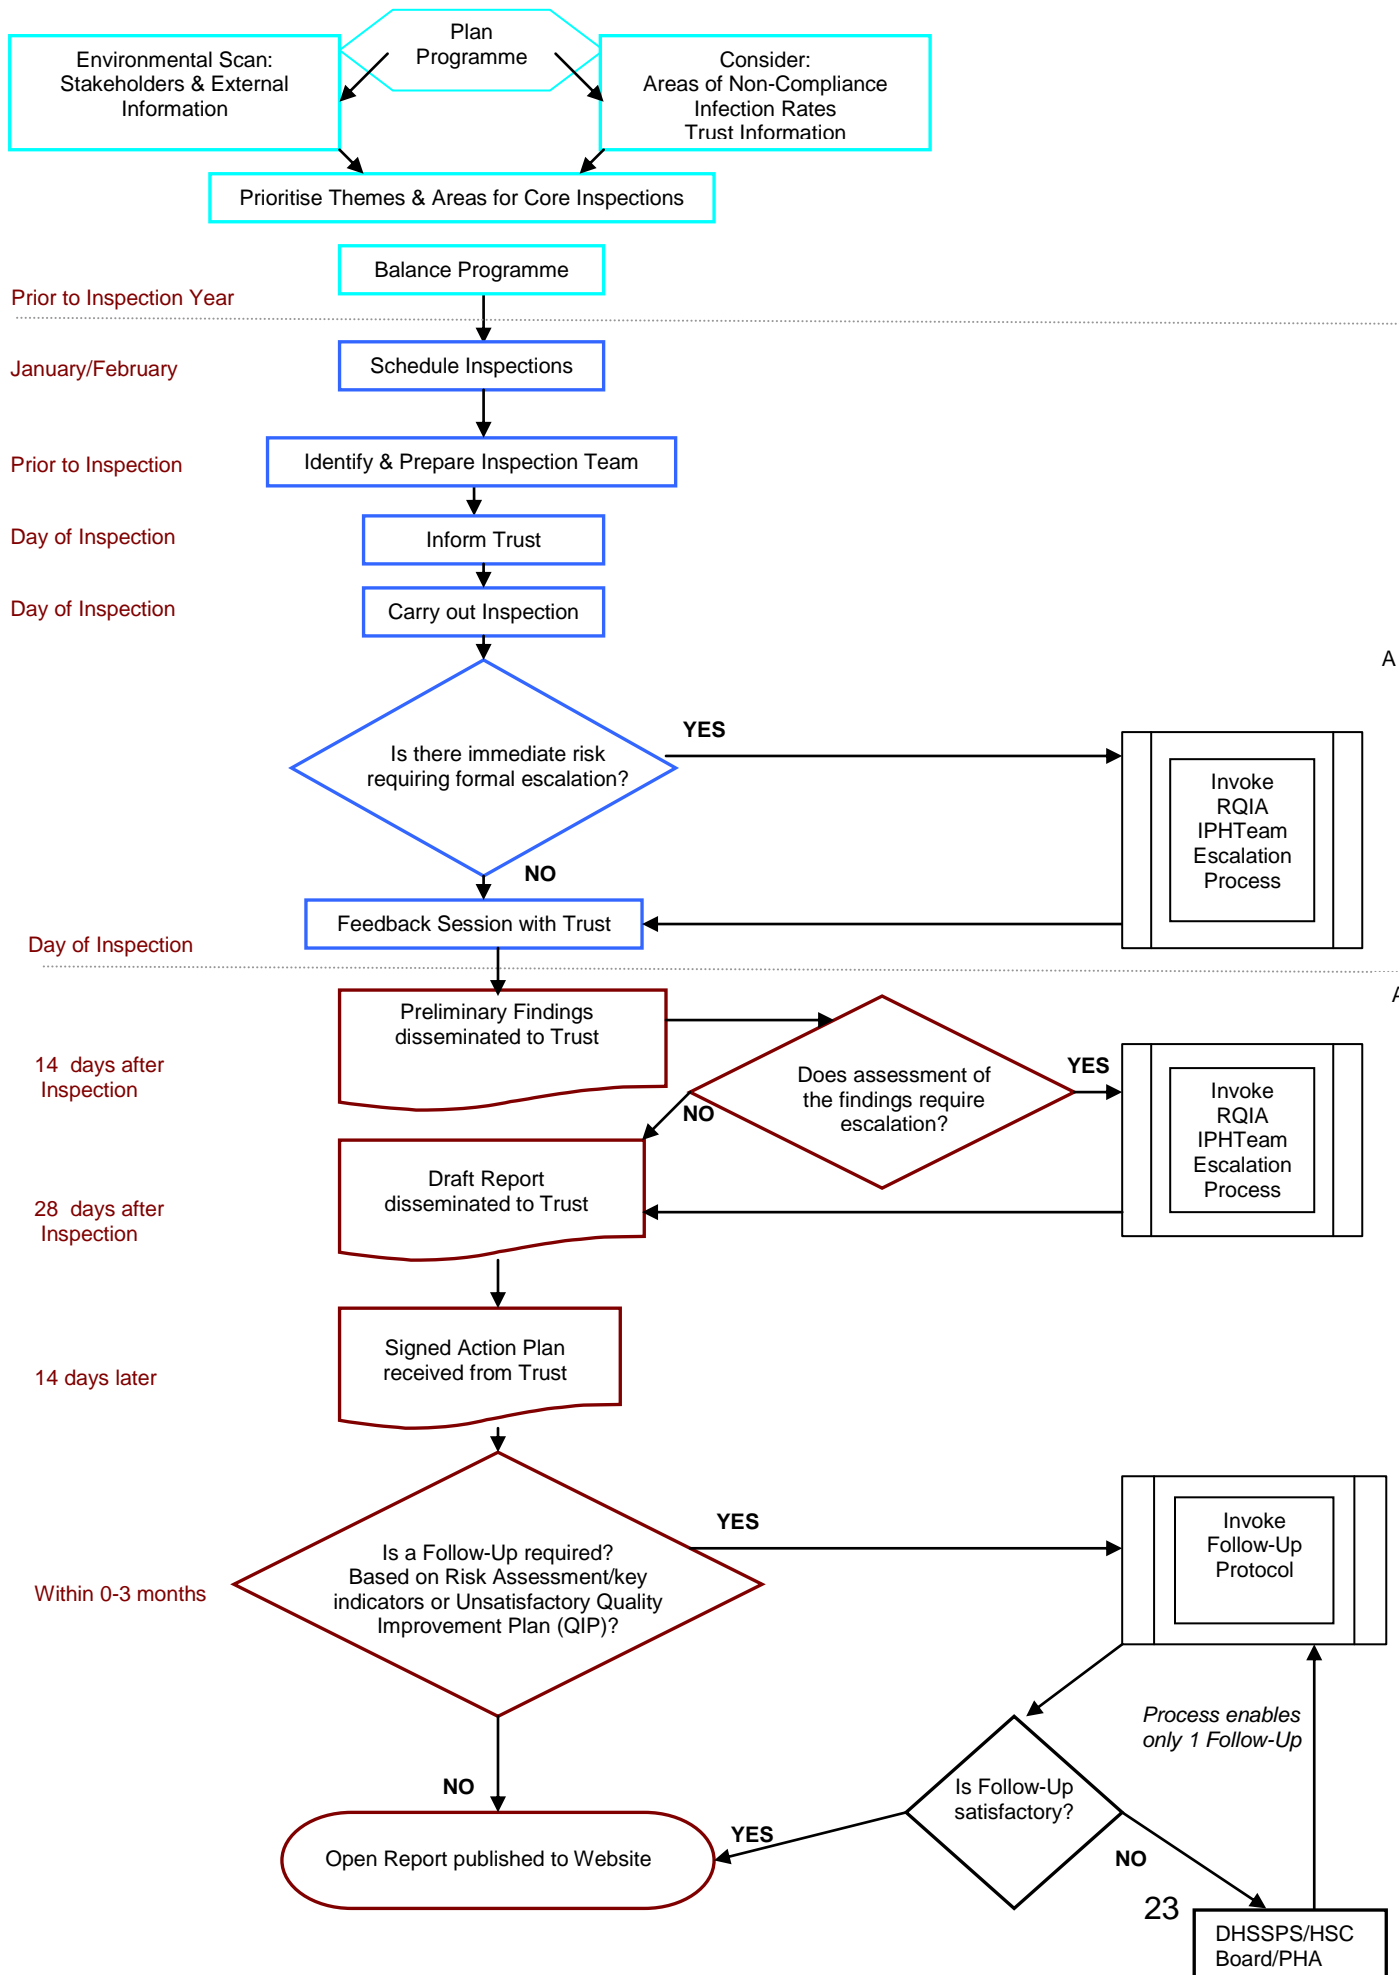 Plan
Programme
Environmental Scan:
Stakeholders & External
Information
Consider:
Areas of Non-Compliance
Infection Rates
Trust Information
Prioritise Themes & Areas for Core Inspections
Balance Programme
Prior to Inspection Year
January/February
Schedule Inspections
Prior to Inspection
Identify & Prepare Inspection Team
Day of Inspection
Inform Trust
Day of Inspection
Carry out Inspection
A
YES
Is there immediate risk
requiring formal escalation?
Invoke
RQIA
IPHTeam
Escalation
Process
NO
Feedback Session with Trust
Day of Inspection
A
Preliminary Findings
disseminated to Trust
14 days after
Inspection
Does assessment of
the findings require
escalation?
YES
NO
Invoke
RQIA
IPHTeam
Escalation
Process
Draft Report
disseminated to Trust
28 days after
Inspection
Signed Action Plan
received from Trust
14 days later
YES
Is a Follow-Up required?
Based on Risk Assessment/key
indicators or Unsatisfactory Quality
Improvement Plan (QIP)?
Within 0-3 months
Invoke
Follow-Up
Protocol
Process enables
only 1 Follow-Up
NO
Is Follow-Up
satisfactory?
YES
NO
Open Report published to Website
23
DHSSPS/HSC
Board/PHA